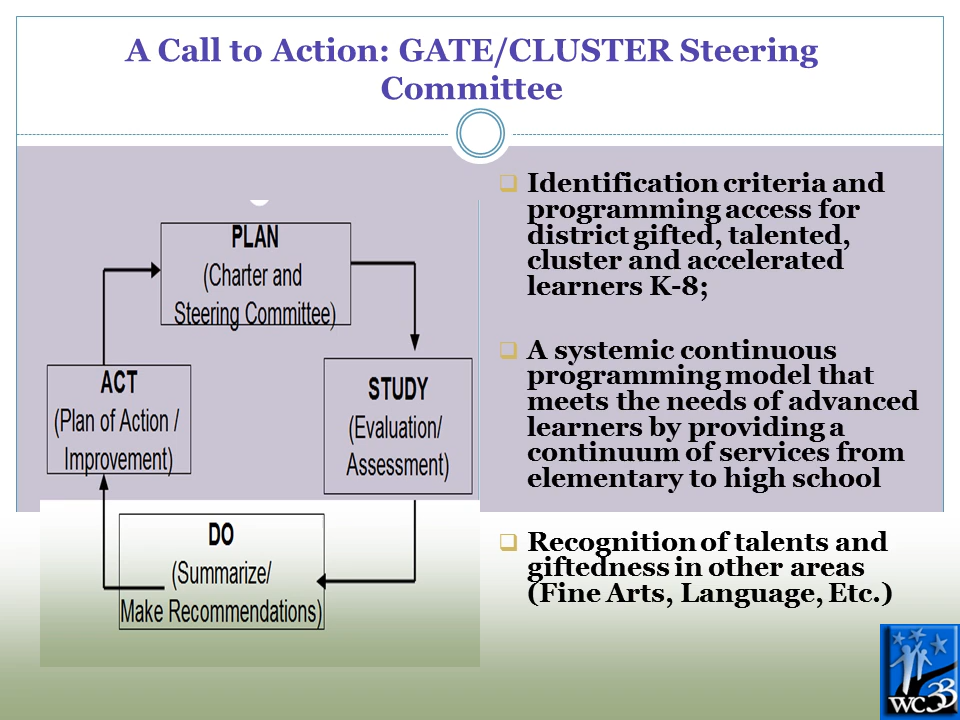 A Call to Action: GATE/CLUSTER Steering
Committee
PLAN
(Charter and
Steering Committee)
ACT
(Plan of Action /
Improvement)
STUDY
(Evaluation/
Assessment)
DO
(Summarize/
Make Recommendations)
Identification criteria and
programming access for
district gifted, talented,
cluster and accelerated
learners K-8;
A systemic continuous
programming model that
meets the needs of advanced
learners by providing a
continuum of services from
elementary to high school
Recognition of talents and
giftedness in other areas
(Fine Arts, Language, Etc.)
WC33